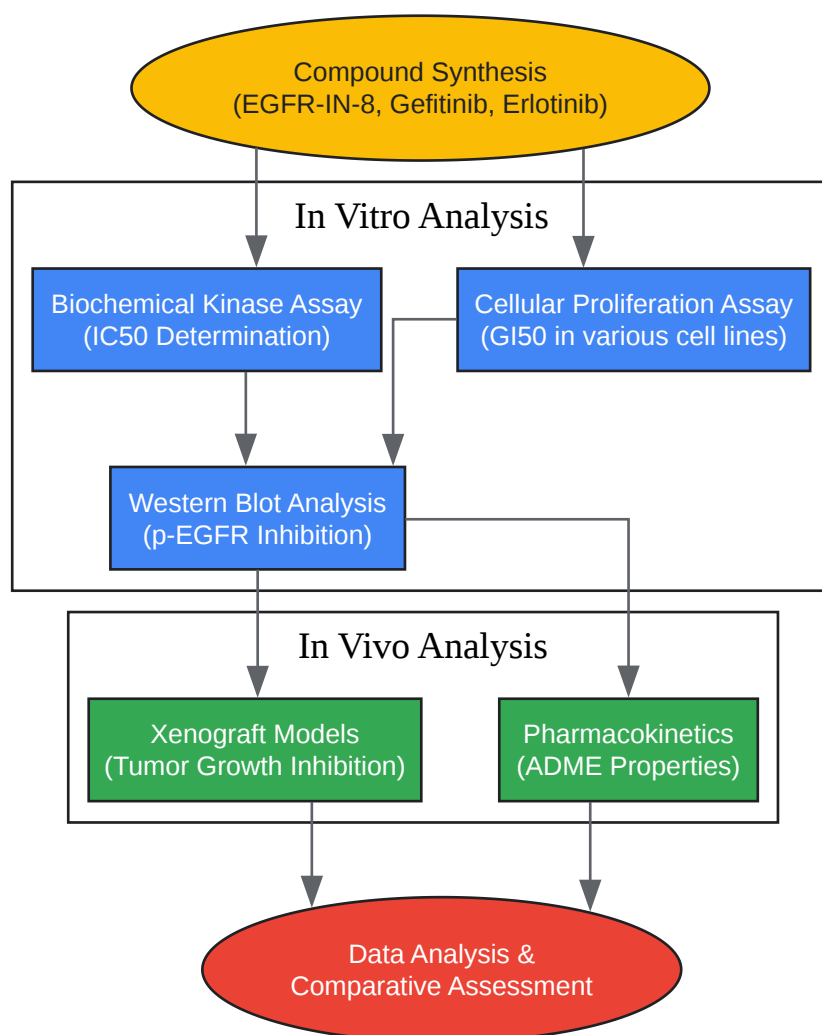 Compound Synthesis
(EGFR-IN-8, Gefitinib, Erlotinib)
In Vitro Analysis
Biochemical Kinase Assay
(IC50 Determination)
Cellular Proliferation Assay
(GI50 in various cell lines)
Western Blot Analysis
(p-EGFR Inhibition)
In Vivo Analysis
Xenograft Models
(Tumor Growth Inhibition)
Pharmacokinetics
(ADME Properties)
Data Analysis &
Comparative Assessment